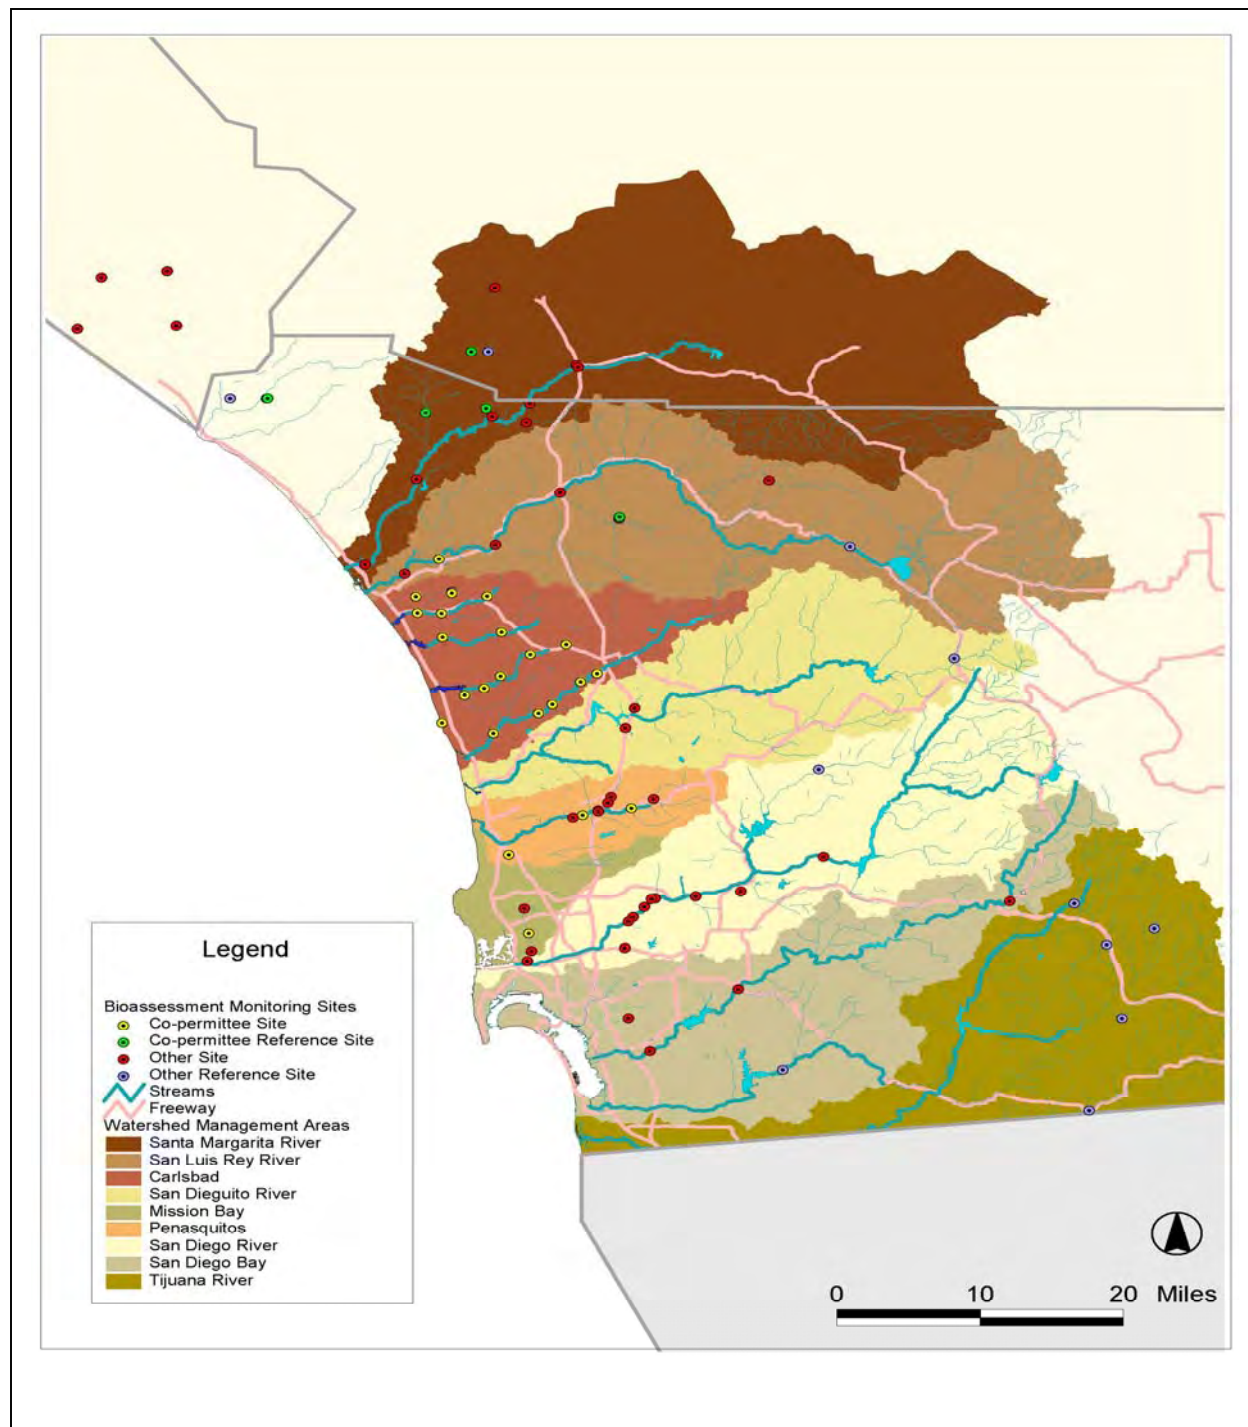 Legend
Bioassessment Monitoring Sites
Co-permittee Site
Co-permittee Reference Site
Other Site
Other Reference Site
Streams
Freeway
Watershed Management Areas
Santa Margarita River
San Luis Rey River
Carlsbad
San Dieguito River
Mission Bay
Penasquitos
San Diego River
San Diego Bay
Tijuana River
0 10 20 Miles